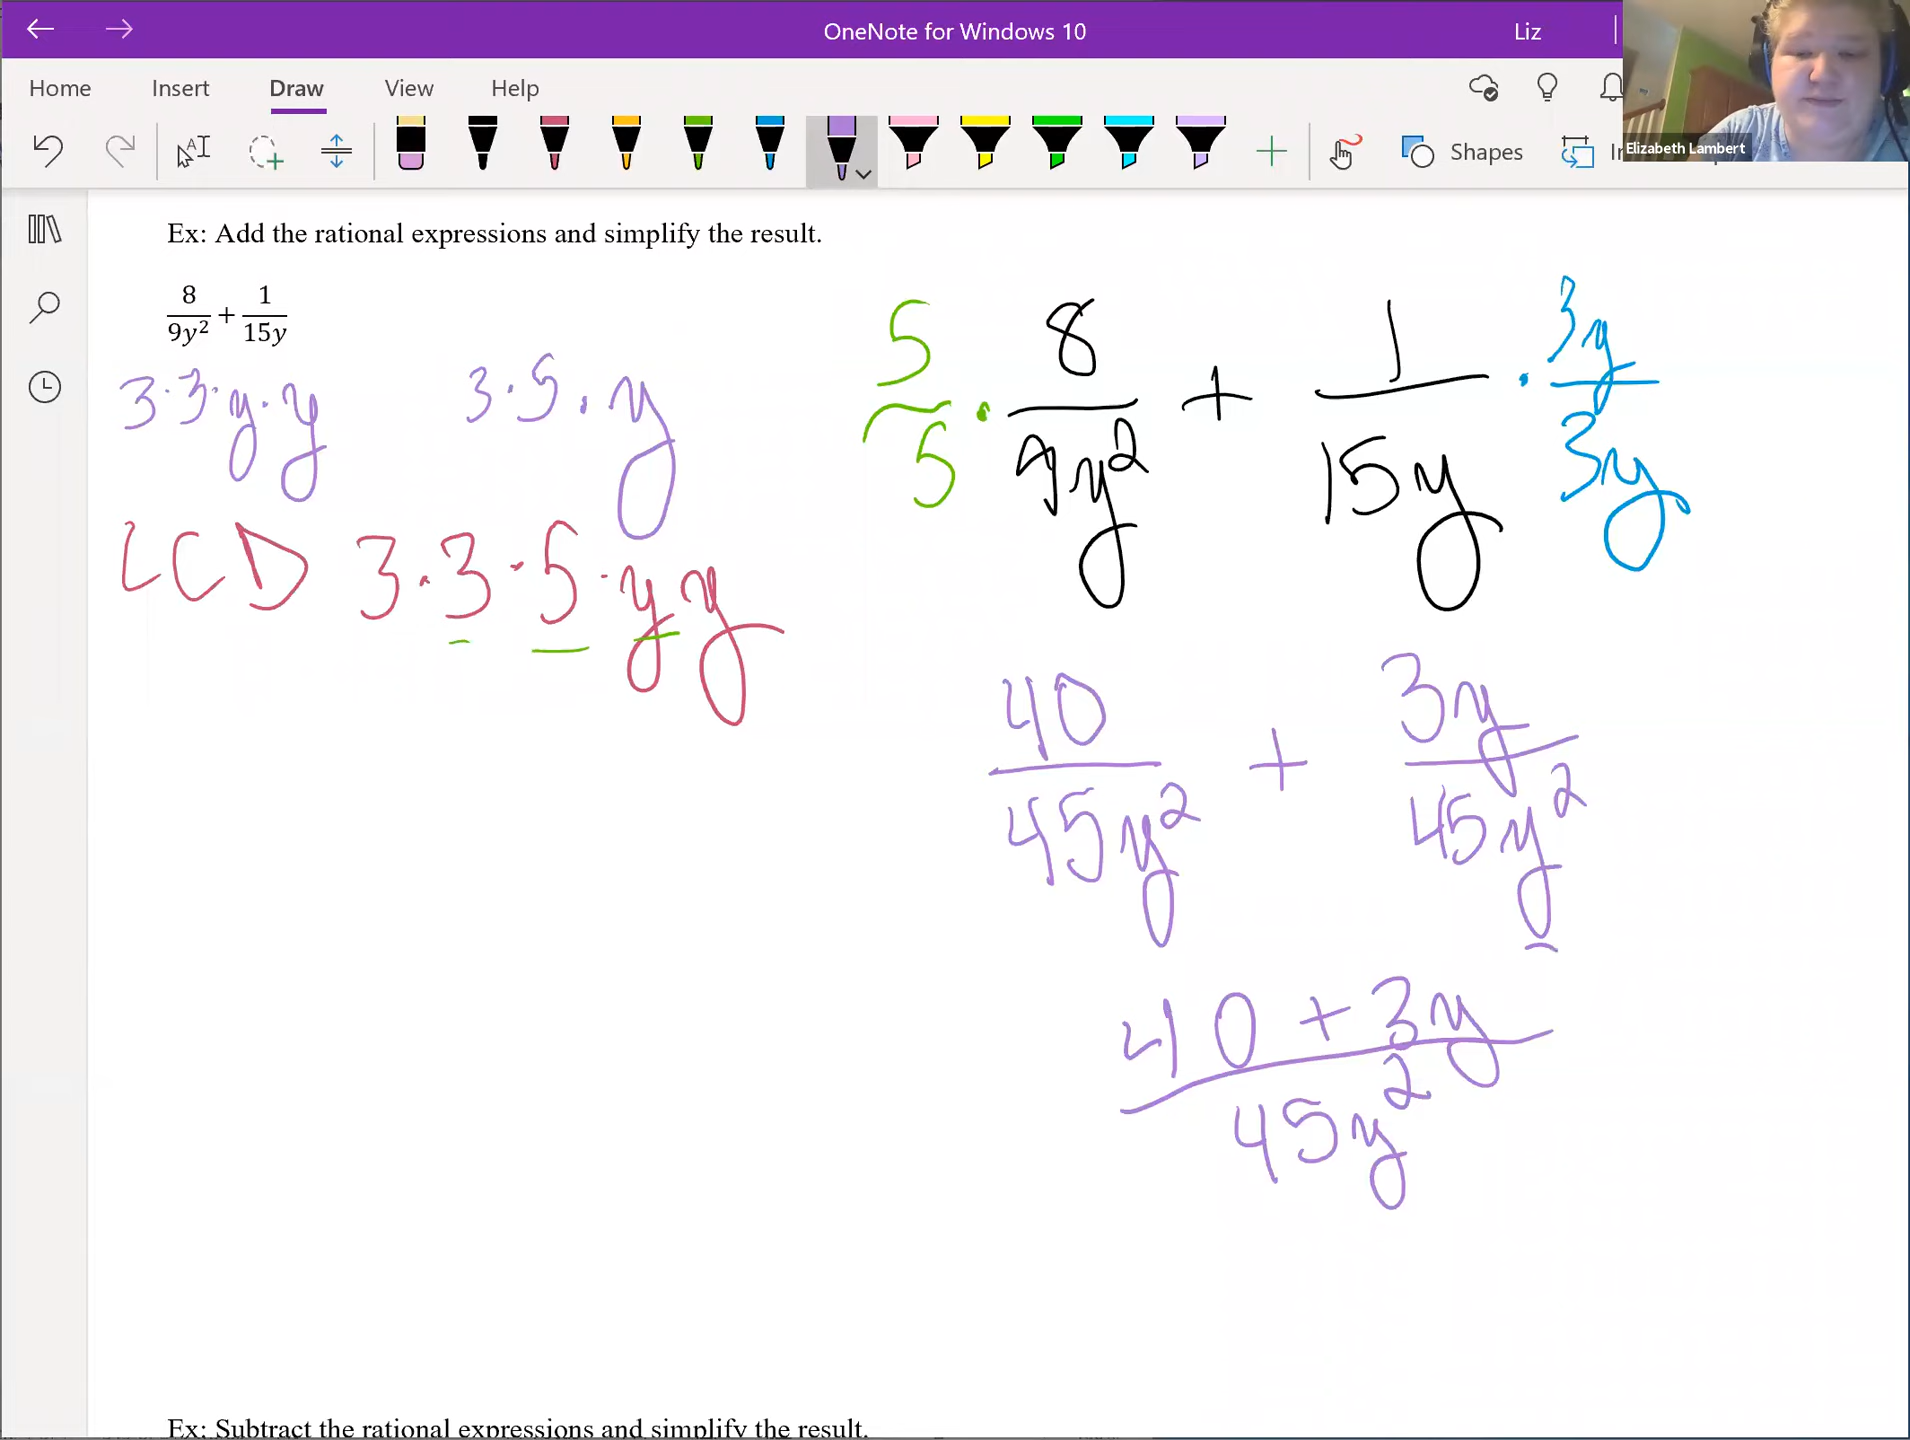 OneNote for Windows 10
Liz
Home Insert Draw View Help
Shapes
Elizabeth Lambert
Ex: Add the rational expressions and simplify the result.
8/9y² + 1/15y
3·3·y·y 3·5·y
LCD 3·3·5·y y
5/5 · 8/9y² + 1/15y · 3y/3y
40/45y² + 3y/45y²
40 + 3y/45y²
Ex: Subtract the rational expressions and simplify the result.